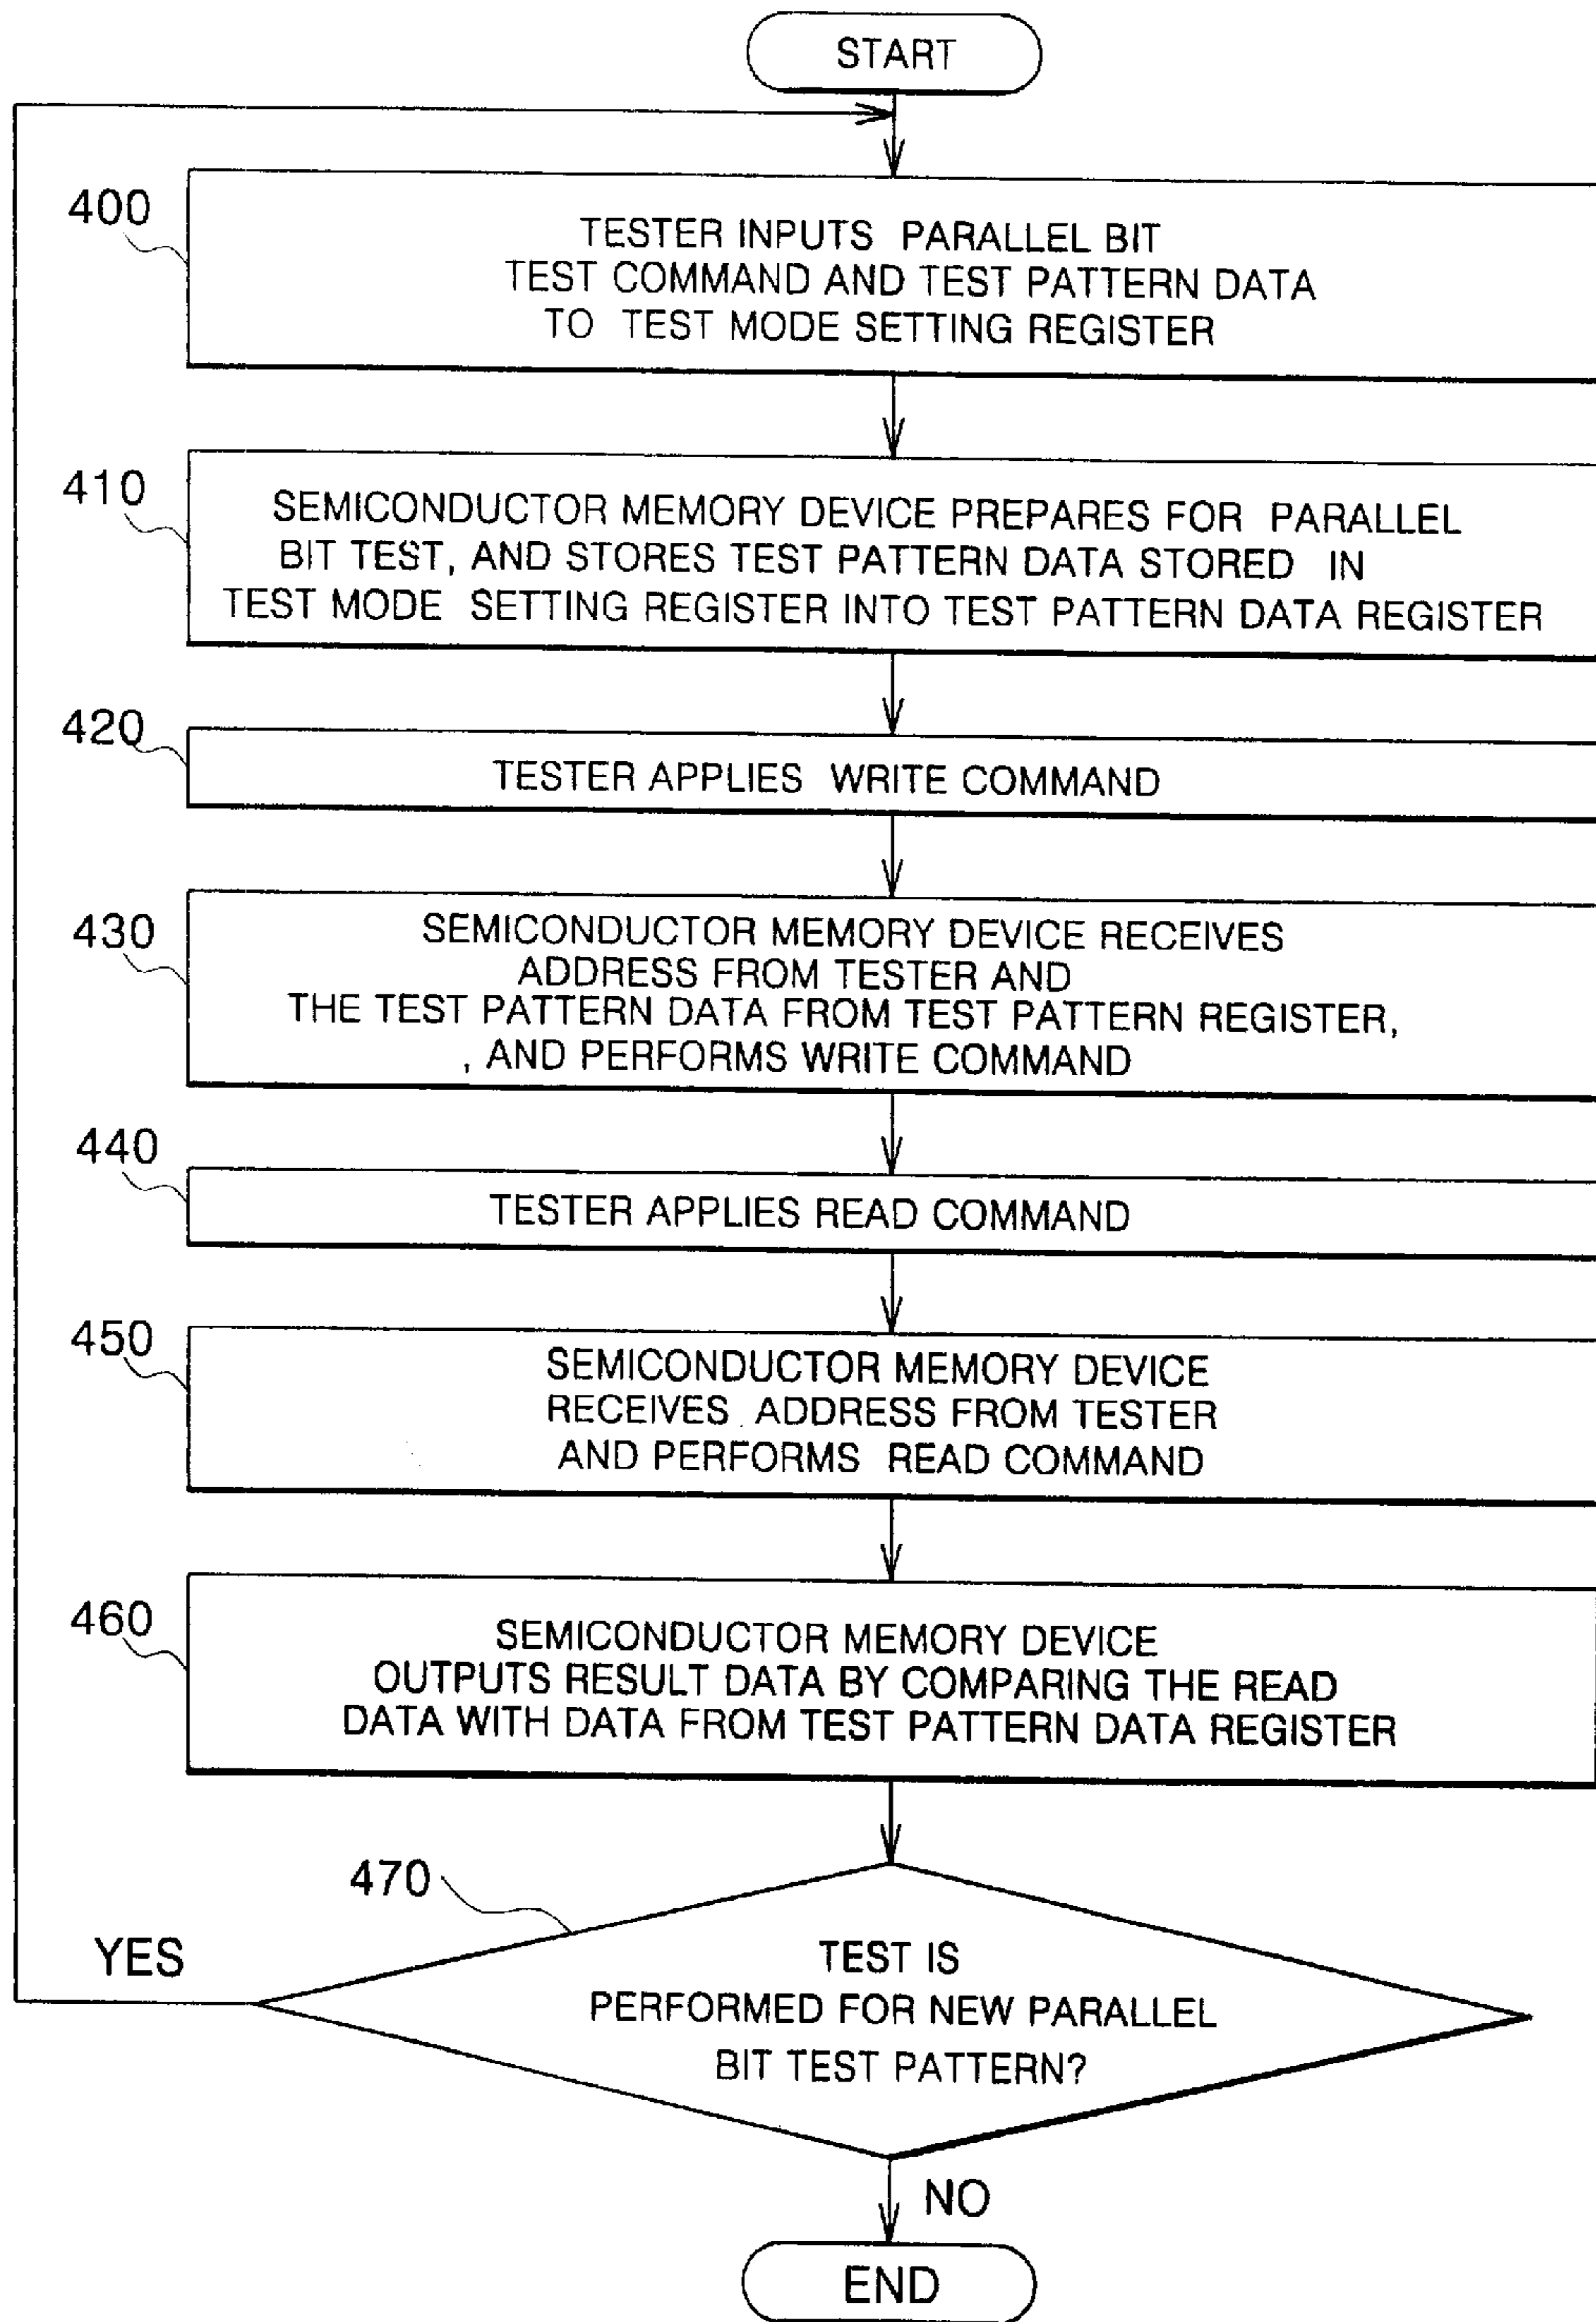 START
400
TESTER INPUTS PARALLEL BIT
TEST COMMAND AND TEST PATTERN DATA
TO TEST MODE SETTING REGISTER
410
SEMICONDUCTOR MEMORY DEVICE PREPARES FOR PARALLEL
BIT TEST, AND STORES TEST PATTERN DATA STORED IN
TEST MODE SETTING REGISTER INTO TEST PATTERN DATA REGISTER
420
TESTER APPLIES WRITE COMMAND
430
SEMICONDUCTOR MEMORY DEVICE RECEIVES
ADDRESS FROM TESTER AND
THE TEST PATTERN DATA FROM TEST PATTERN REGISTER,
, AND PERFORMS WRITE COMMAND
440
TESTER APPLIES READ COMMAND
450
SEMICONDUCTOR MEMORY DEVICE
RECEIVES ADDRESS FROM TESTER
AND PERFORMS READ COMMAND
460
SEMICONDUCTOR MEMORY DEVICE
OUTPUTS RESULT DATA BY COMPARING THE READ
DATA WITH DATA FROM TEST PATTERN DATA REGISTER
470
YES
TEST IS
PERFORMED FOR NEW PARALLEL
BIT TEST PATTERN?
NO
END